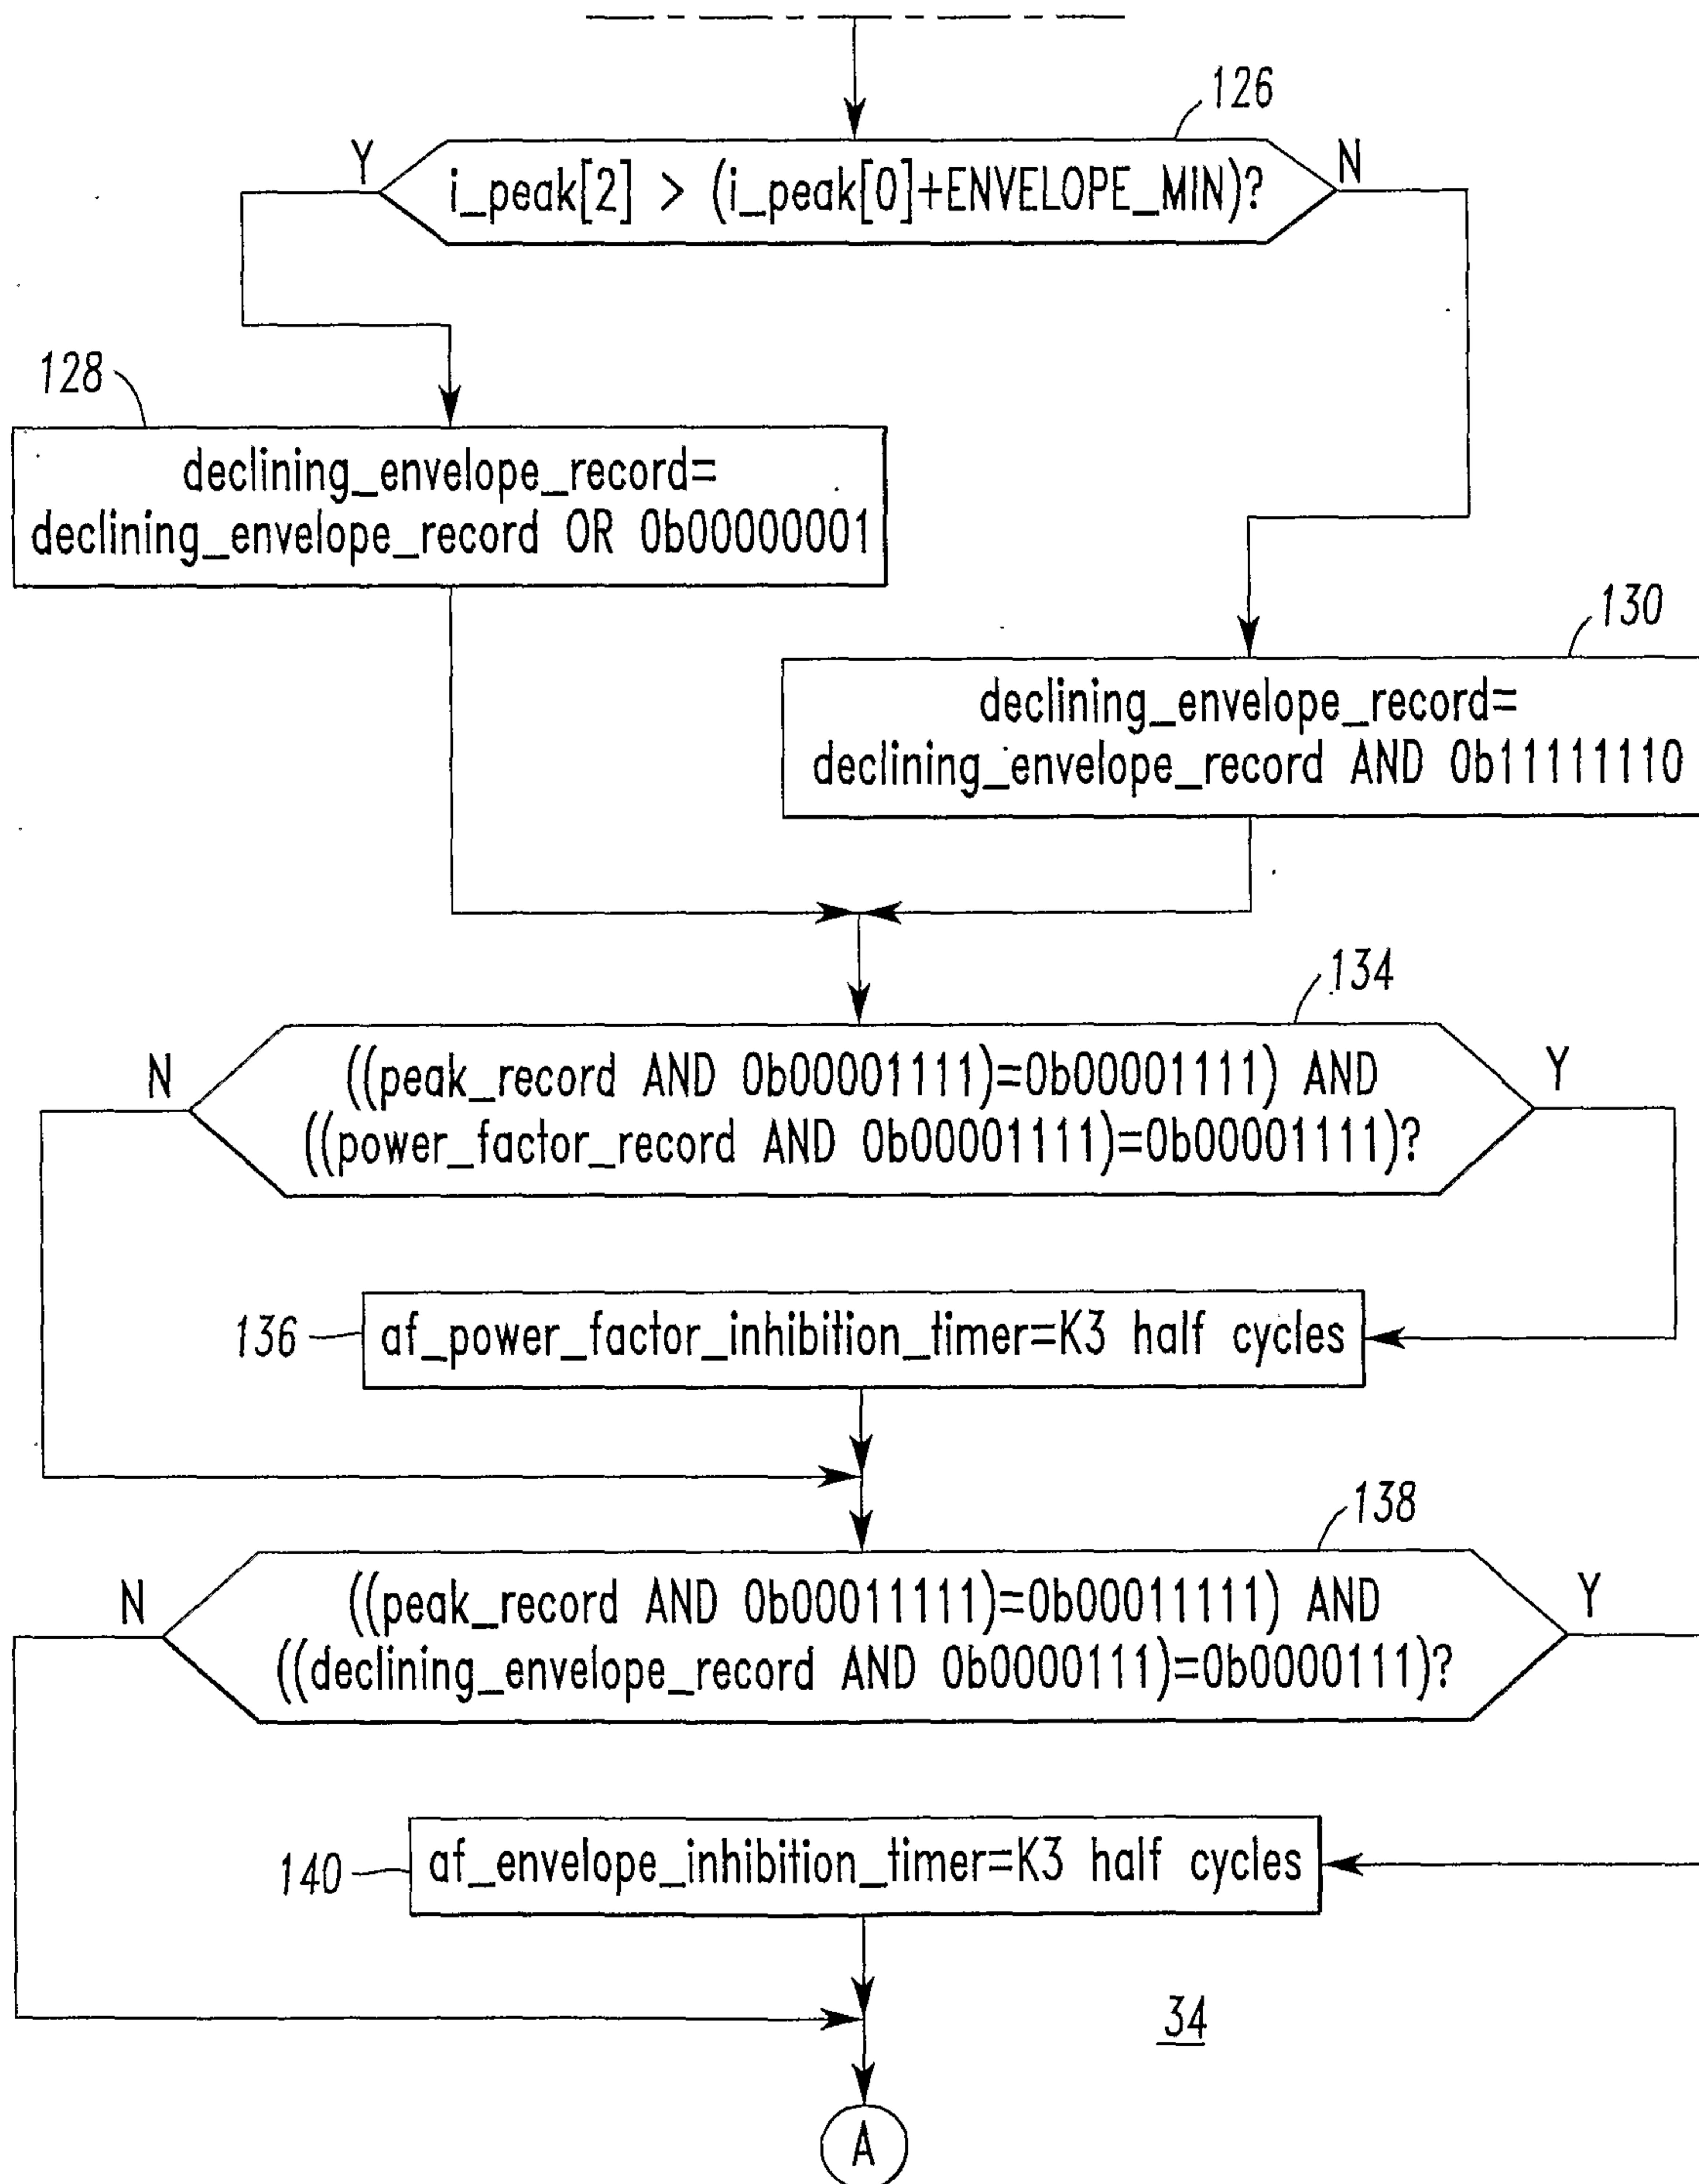 126
Y
N
i_peak[2] > (i_peak[0]+ENVELOPE_MIN)?
128
declining_envelope_record=
declining_envelope_record OR 0b00000001
130
declining_envelope_record=
declining_envelope_record AND 0b11111110
134
N
Y
((peak_record AND 0b00001111)=0b00001111) AND
((power_factor_record AND 0b00001111)=0b00001111)?
136
af_power_factor_inhibition_timer=K3 half cycles
138
N
Y
((peak_record AND 0b00011111)=0b00011111) AND
((declining_envelope_record AND 0b0000111)=0b0000111)?
140
af_envelope_inhibition_timer=K3 half cycles
34
A